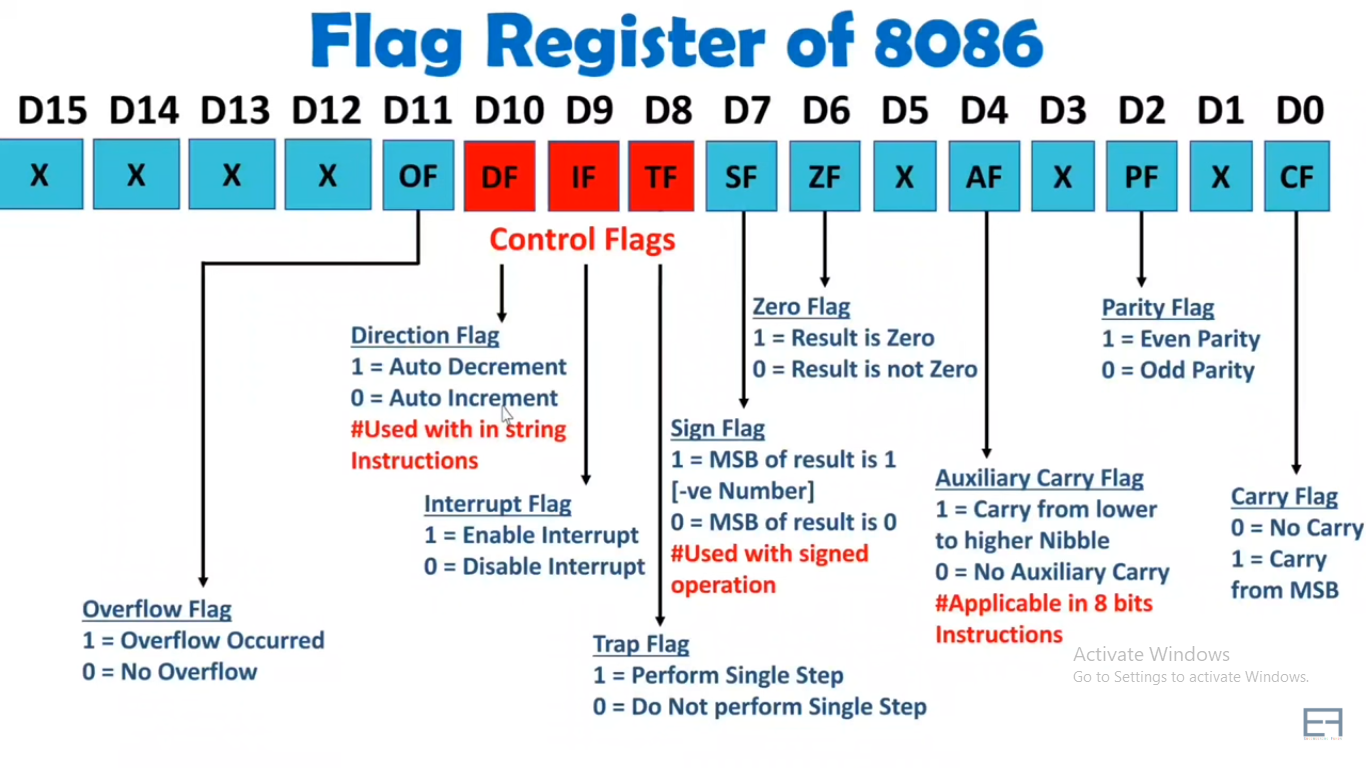 Flag Register of 8086
D15 D14 D13 D12 D11 D10 D9 D8 D7 D6 D5 D4 D3 D2 D1 D0
X X X X OF DF IF TF SF ZF X AF X PF X CF
Control Flags
Direction Flag
1 = Auto Decrement
0 = Auto Increment
#Used with in string
Instructions
Interrupt Flag
1 = Enable Interrupt
0 = Disable Interrupt
Overflow Flag
1 = Overflow Occurred
0 = No Overflow
Trap Flag
1 = Perform Single Step
0 = Do Not perform Single Step
Zero Flag
1 = Result is Zero
0 = Result is not Zero
Sign Flag
1 = MSB of result is 1
[-ve Number]
0 = MSB of result is 0
#Used with signed
operation
Auxiliary Carry Flag
1 = Carry from lower
to higher Nibble
0 = No Auxiliary Carry
#Applicable in 8 bits
Instructions
Parity Flag
1 = Even Parity
0 = Odd Parity
Carry Flag
0 = No Carry
1 = Carry
from MSB
Activate Windows
Go to Settings to activate Windows.